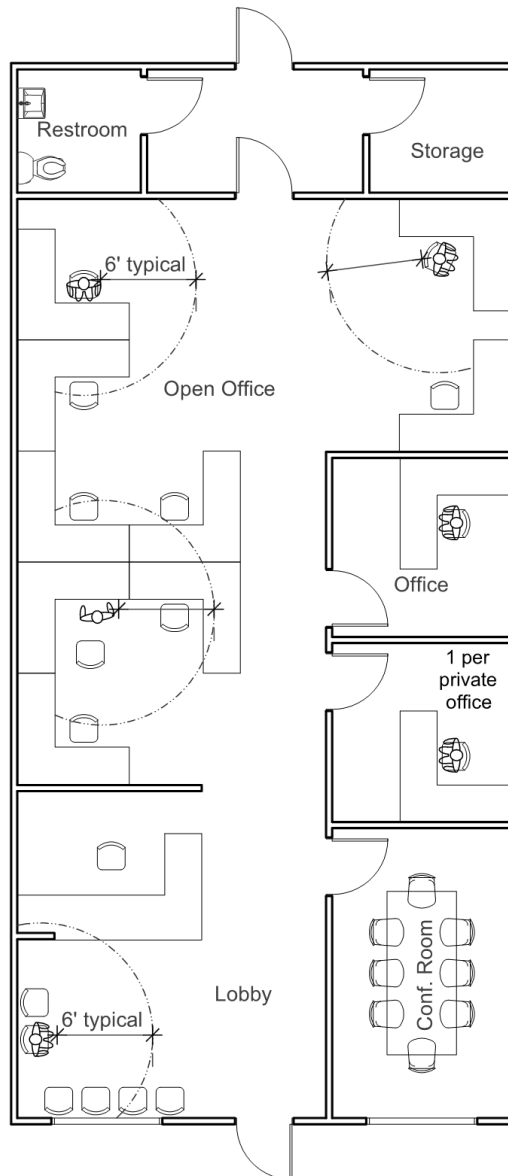 Restroom
Storage
6' typical
Open Office
Office
1 per
private
office
Conf. Room
Lobby
6' typical